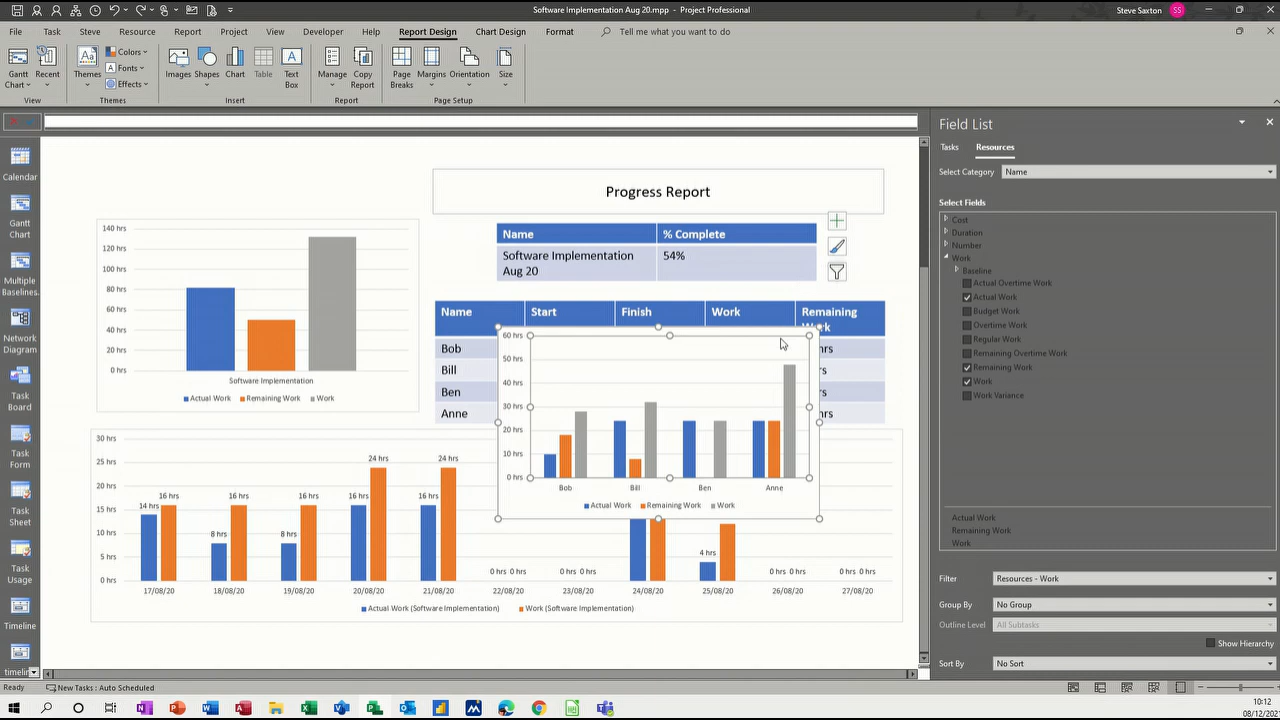 Software Implementation Aug 20.mpp - Project Professional
Steve Saxton
SS
File Task Steve Resource Report Project View Developer Help Report Design Chart Design Format Tell me what you want to do
Gantt Chart
Recent
View
Themes
Colors
Fonts
Effects
Themes
Images
Shapes
Chart
Table
Text Box
Insert
Manage
Copy Report
Report
Page Breaks
Margins
Orientation
Size
Page Setup
Calendar
Gantt Chart
Multiple Baselines.
Network Diagram
Task Board
Task Form
Task Sheet
Task Usage
Timeline
timelin
Progress Report
Name % Complete
Software Implementation Aug 20 54%
Name Start Finish Work Remaining Work
Bob
Bill
Ben
Anne
140 hrs
120 hrs
100 hrs
80 hrs
60 hrs
40 hrs
20 hrs
0 hrs
Software Implementation
Actual Work Remaining Work Work
60 hrs
50 hrs
40 hrs
30 hrs
20 hrs
10 hrs
0 hrs
Bob Bill Ben Anne
Actual Work Remaining Work Work
30 hrs
25 hrs
20 hrs
15 hrs
10 hrs
5 hrs
0 hrs
14 hrs 16 hrs 8 hrs 16 hrs 8 hrs 16 hrs 16 hrs 24 hrs 16 hrs 24 hrs 0 hrs 0 hrs 0 hrs 0 hrs 4 hrs 0 hrs 0 hrs 0 hrs 0 hrs
17/08/20 18/08/20 19/08/20 20/08/20 21/08/20 22/08/20 23/08/20 24/08/20 25/08/20 26/08/20 27/08/20
Actual Work (Software Implementation) Work (Software Implementation)
Field List
Tasks Resources
Select Category Name
Select Fields
Cost
Duration
Number
Work
Baseline
Actual Overtime Work
Actual Work
Budget Work
Overtime Work
Regular Work
Remaining Overtime Work
Remaining Work
Work
Work Variance
Actual Work
Remaining Work
Work
Filter Resources - Work
Group By No Group
Outline Level All Subtasks
Show Hierarchy
Sort By No Sort
Ready New Tasks : Auto Scheduled
10:12